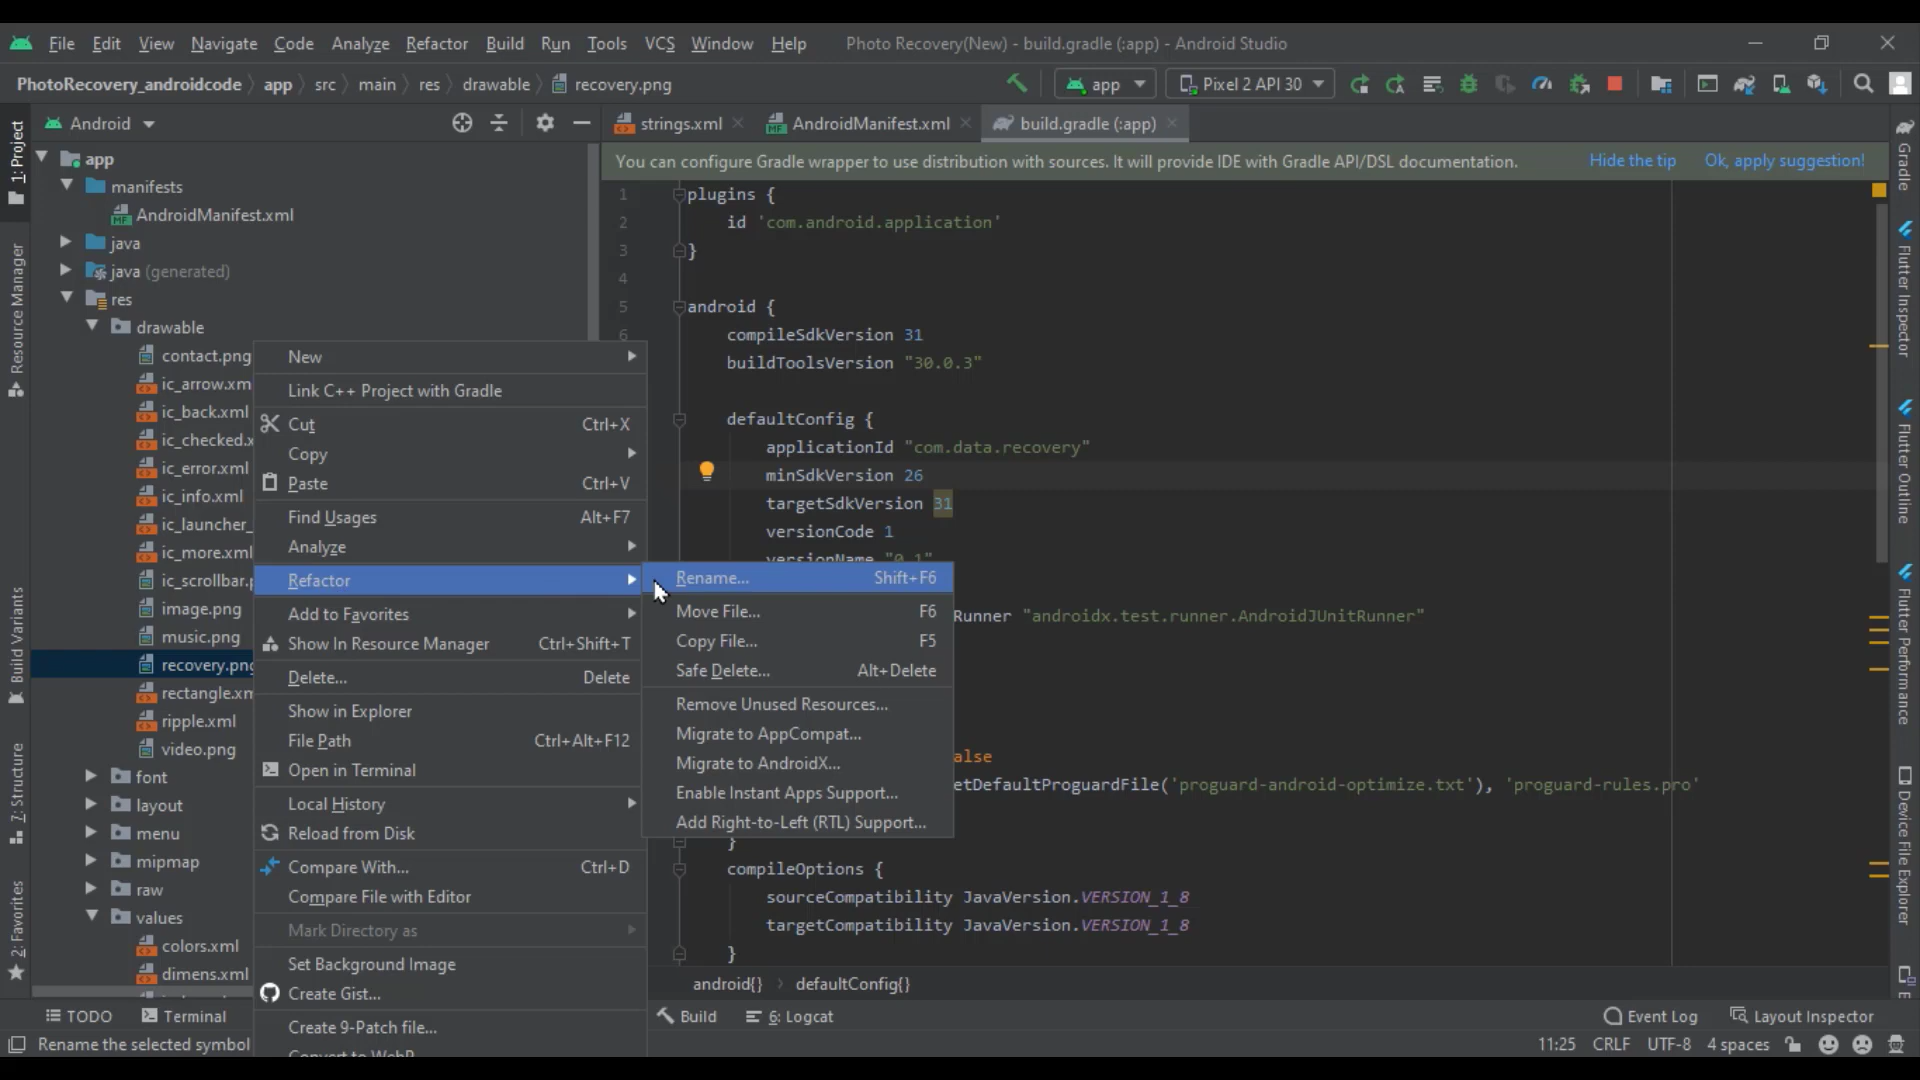 File Edit View Navigate Code Analyze Refactor Build Run Tools VCS Window Help Photo Recovery(New) - build.gradle (:app) - Android Studio
PhotoRecovery_androidcode app src main res drawable recovery.png app Pixel 2 API 30
Android strings.xml AndroidManifest.xml build.gradle (:app)
You can configure Gradle wrapper to use distribution with sources. It will provide IDE with Gradle API/DSL documentation. Hide the tip Ok, apply suggestion!
1: Project
Resource Manager
Build Variants
7: Structure
2: Favorites
app
manifests
AndroidManifest.xml
java
java (generated)
res
drawable
contact.png
ic_arrow.xm
ic_back.xml
ic_checked.x
ic_error.xml
ic_info.xml
ic_launcher_
ic_more.xml
ic_scrollbar.p
image.png
music.png
recovery.png
rectangle.xm
ripple.xml
video.png
font
layout
menu
mipmap
raw
values
colors.xml
dimens.xml
New
Link C++ Project with Gradle
Cut Ctrl+X
Copy
Paste Ctrl+V
Find Usages Alt+F7
Analyze
Refactor
Add to Favorites
Show In Resource Manager Ctrl+Shift+T
Delete... Delete
Show in Explorer
File Path Ctrl+Alt+F12
Open in Terminal
Local History
Reload from Disk
Compare With... Ctrl+D
Compare File with Editor
Mark Directory as
Set Background Image
Create Gist...
Create 9-Patch file...
Convert to WebP
Rename... Shift+F6
Move File... F6
Copy File... F5
Safe Delete... Alt+Delete
Remove Unused Resources...
Migrate to AppCompat...
Migrate to AndroidX...
Enable Instant Apps Support...
Add Right-to-Left (RTL) Support...
1 plugins {
2 id 'com.android.application'
3 }
4
5 android {
6 compileSdkVersion 31
buildToolsVersion "30.0.3"
defaultConfig {
applicationId "com.data.recovery"
minSdkVersion 26
targetSdkVersion 31
versionCode 1
versionName "0.1"
Runner "androidx.test.runner.AndroidJUnitRunner"
alse
etDefaultProguardFile('proguard-android-optimize.txt'), 'proguard-rules.pro'
}
compileOptions {
sourceCompatibility JavaVersion.VERSION_1_8
targetCompatibility JavaVersion.VERSION_1_8
}
android{} defaultConfig{}
Gradle
Flutter Inspector
Flutter Outline
Flutter Performance
Device File Explorer
TODO Terminal Build 6: Logcat Event Log Layout Inspector
Rename the selected symbol 11:25 CRLF UTF-8 4 spaces